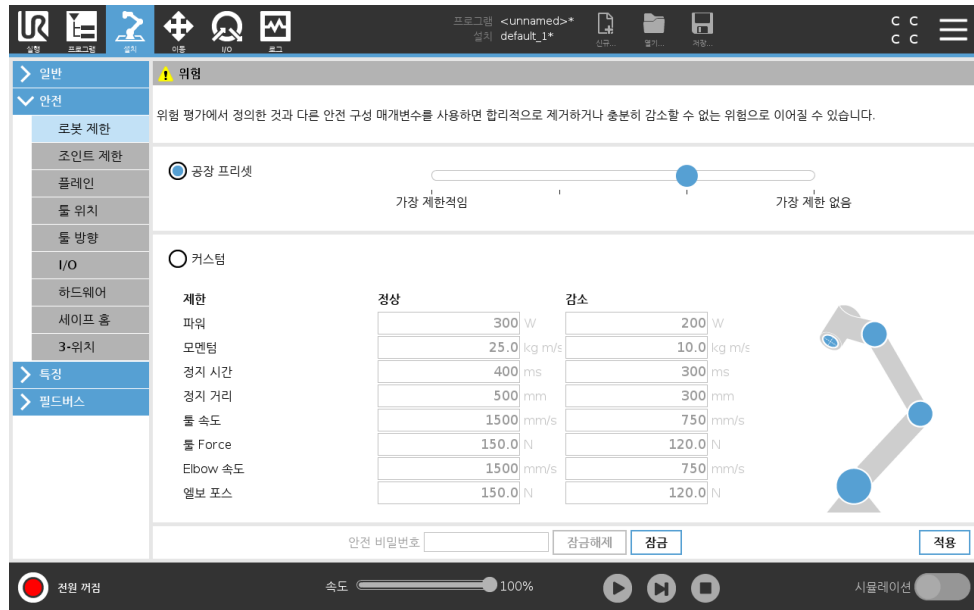 프로그램 <unnamed>*
설치 default_1*
UR
실행 프로그램 설치 이동 I/O 로그 신규... 열기... 저장...
C C
C C
일반
안전
로봇 제한
조인트 제한
플레인
툴 위치
툴 방향
I/O
하드웨어
세이프 홈
3-위치
특징
필드버스
위험
위험 평가에서 정의한 것과 다른 안전 구성 매개변수를 사용하면 합리적으로 제거하거나 충분히 감소할 수 없는 위험으로 이어질 수 있습니다.
공장 프리셋
가장 제한적임 가장 제한 없음
커스텀
제한 정상 감소
파워 300 W 200 W
모멘텀 25.0 kg m/s 10.0 kg m/s
정지 시간 400 ms 300 ms
정지 거리 500 mm 300 mm
툴 속도 1500 mm/s 750 mm/s
툴 Force 150.0 N 120.0 N
Elbow 속도 1500 mm/s 750 mm/s
엘보 포스 150.0 N 120.0 N
안전 비밀번호 잠금해제 잠금 적용
전원 꺼짐 속도 100% 시뮬레이션